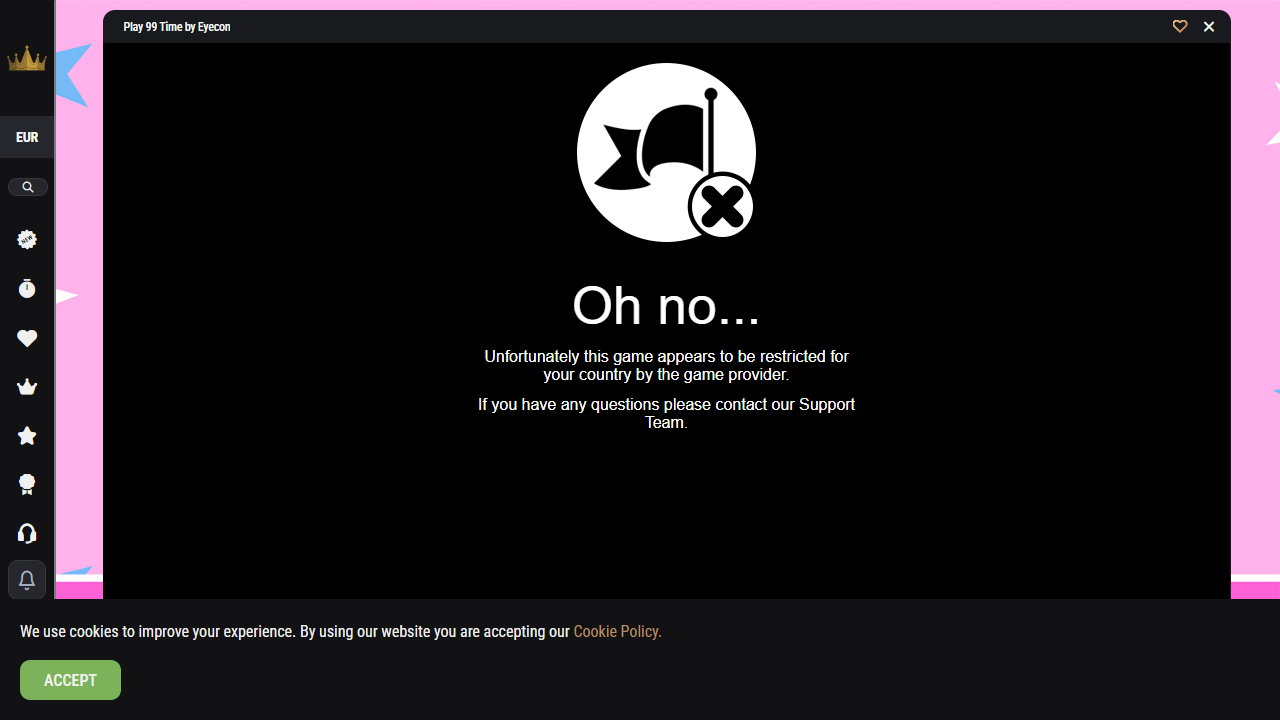 Play 99 Time by Eyecon
EUR
NEW
Oh no...
Unfortunately this game appears to be restricted for
your country by the game provider.
If you have any questions please contact our Support
Team.
We use cookies to improve your experience. By using our website you are accepting our Cookie Policy.
ACCEPT